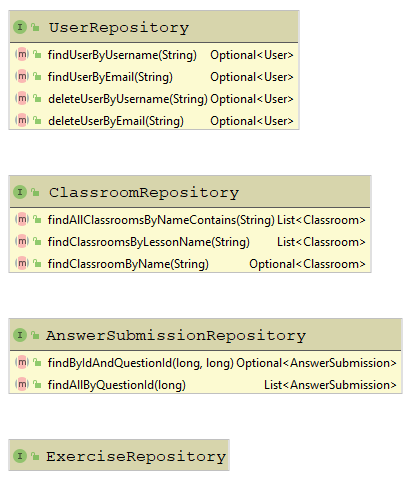 I UserRepository
m findUserByUsername(String) Optional<User>
m findUserByEmail(String) Optional<User>
m deleteUserByUsername(String) Optional<User>
m deleteUserByEmail(String) Optional<User>
I ClassroomRepository
m findAllClassroomsByNameContains(String) List<Classroom>
m findClassroomsByLessonName(String) List<Classroom>
m findClassroomByName(String) Optional<Classroom>
I AnswerSubmissionRepository
m findByIdAndQuestionId(long, long) Optional<AnswerSubmission>
m findAllByQuestionId(long) List<AnswerSubmission>
I ExerciseRepository